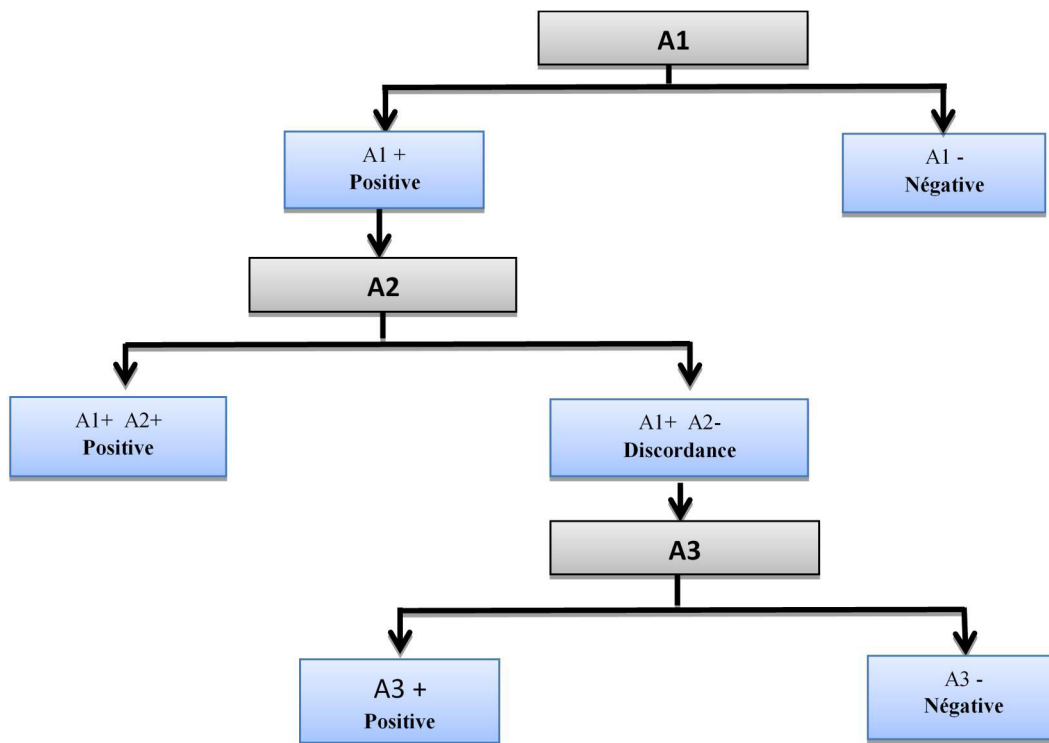 A1
A1 +
Positive
A1 -
Négative
A2
A1+ A2+
Positive
A1+ A2-
Discordance
A3
A3 +
Positive
A3 -
Négative